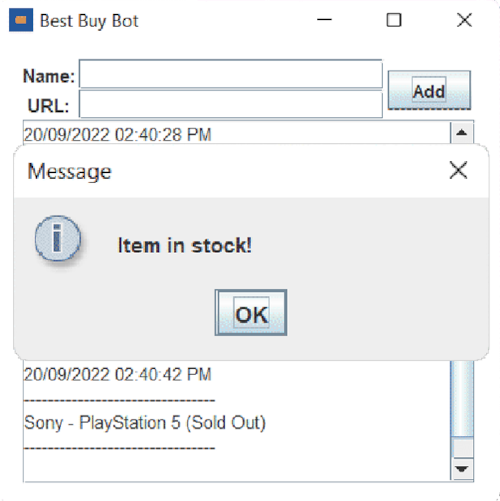 Best Buy Bot
Name:
Add
URL:
20/09/2022 02:40:28 PM
Message
Item in stock!
OK
20/09/2022 02:40:42 PM
--------------------------------
Sony - PlayStation 5 (Sold Out)
--------------------------------